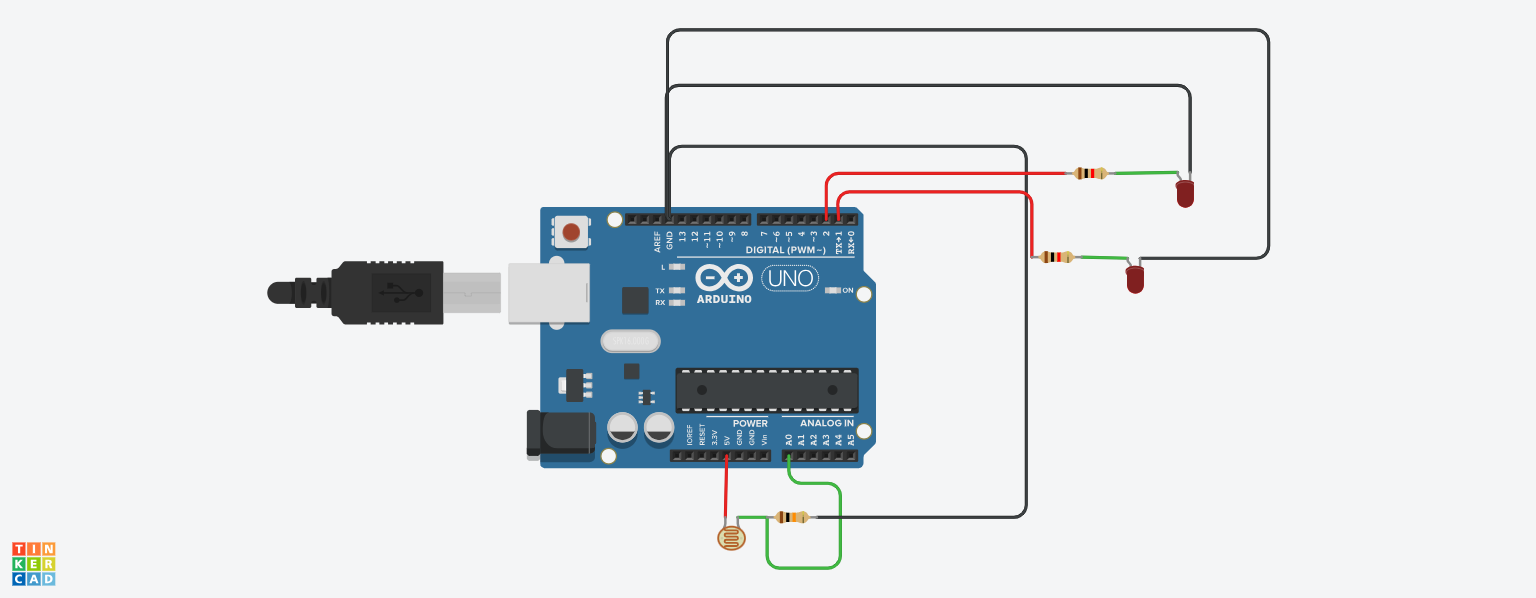 AREF
GND
13
12
~11
~10
~9
8
7
~6
~5
4
~3
2
TX→1
RX←0
DIGITAL (PWM~)
L
TX
RX
UNO
ARDUINO
ON
POWER
ANALOG IN
IOREF
RESET
3.3V
5V
GND
GND
Vin
A0
A1
A2
A3
A4
A5
TIN
KER
CAD